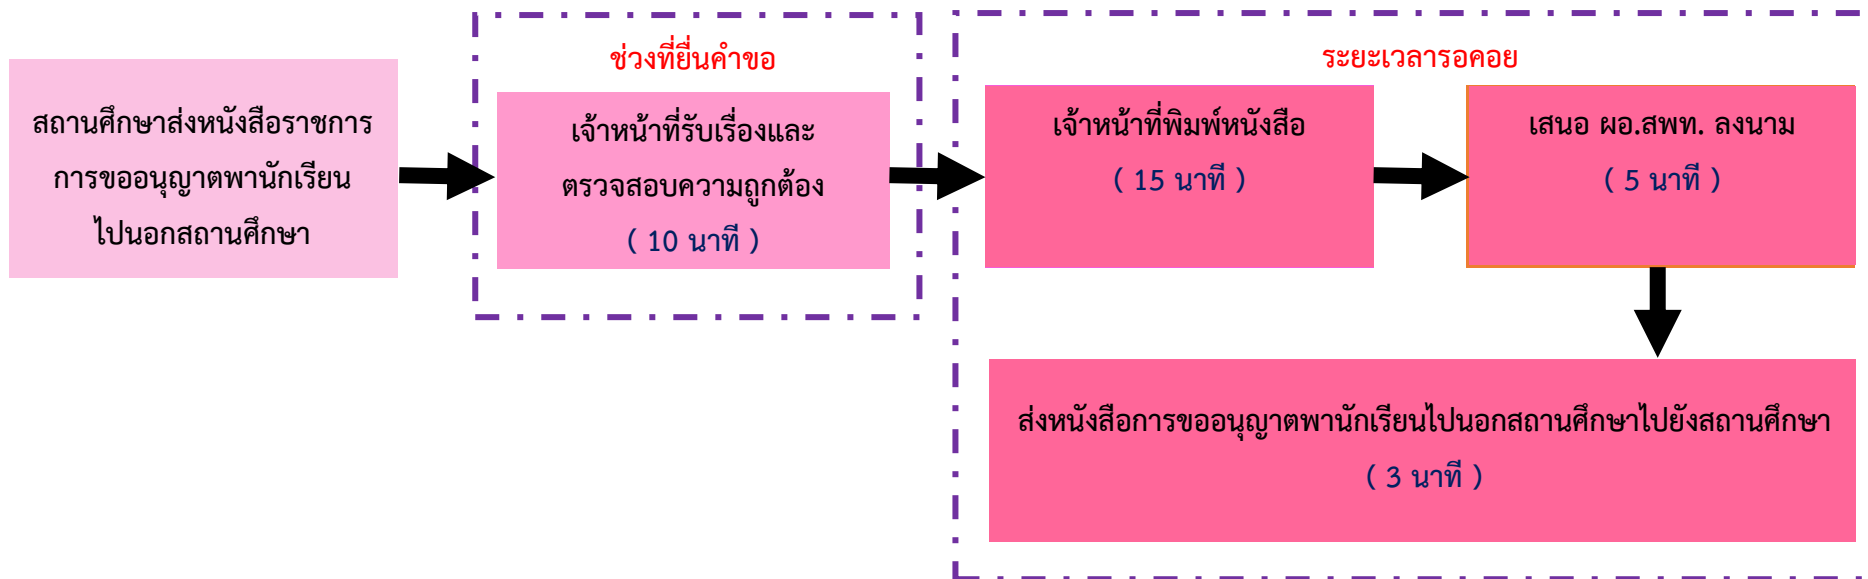 สถานศึกษาส่งหนังสือราชการ
การขออนุญาตพานักเรียน
ไปนอกสถานศึกษา
ช่วงที่ยื่นคำขอ
เจ้าหน้าที่รับเรื่องและ
ตรวจสอบความถูกต้อง
( 10 นาที )
ระยะเวลารอคอย
เจ้าหน้าที่พิมพ์หนังสือ
( 15 นาที )
เสนอ ผอ.สพท. ลงนาม
( 5 นาที )
ส่งหนังสือการขออนุญาตพานักเรียนไปนอกสถานศึกษาไปยังสถานศึกษา
( 3 นาที )